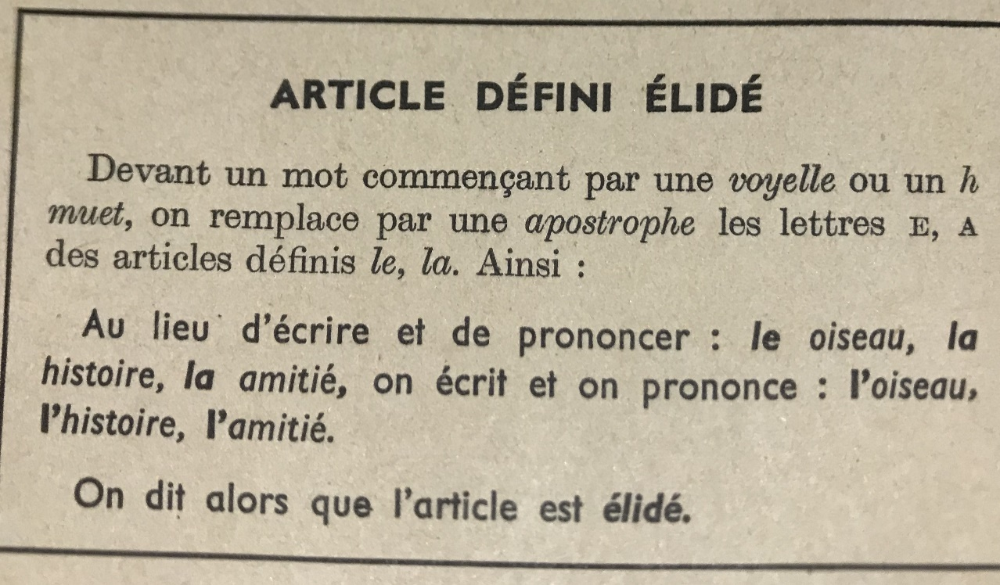 ARTICLE DÉFINI ÉLIDÉ
Devant un mot commençant par une voyelle ou un h
muet, on remplace par une apostrophe les lettres E, A
des articles définis le, la. Ainsi :
Au lieu d'écrire et de prononcer : le oiseau, la
histoire, la amitié, on écrit et on prononce : l'oiseau,
l'histoire, l'amitié.
On dit alors que l'article est élidé.